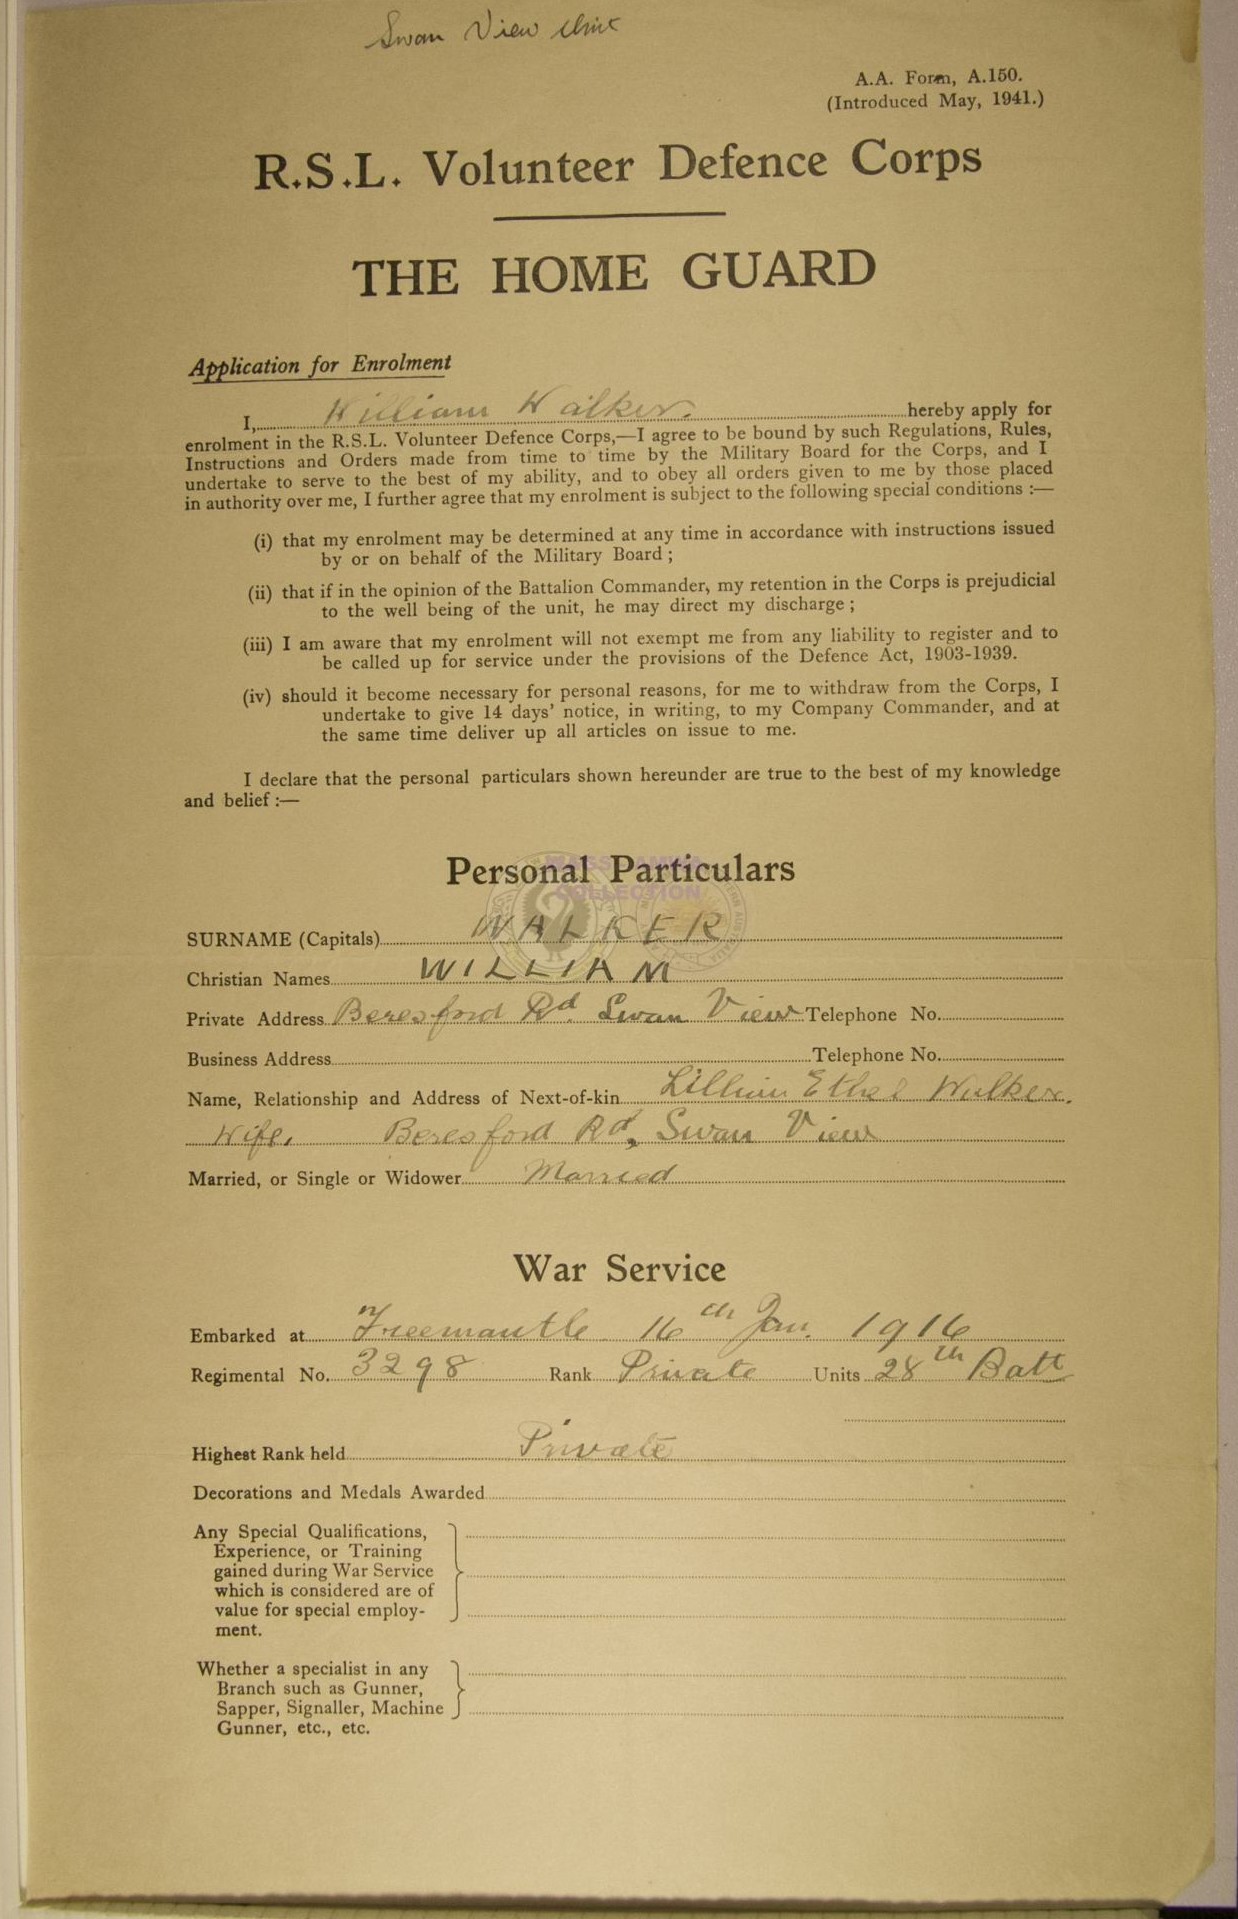 Swan View Unit
A.A. Form, A.150.
(Introduced May, 1941.)
R.S.L. Volunteer Defence Corps
THE HOME GUARD
Application for Enrolment
I, William Walker. hereby apply for
enrolment in the R.S.L. Volunteer Defence Corps,—I agree to be bound by such Regulations, Rules,
Instructions and Orders made from time to time by the Military Board for the Corps, and I
undertake to serve to the best of my ability, and to obey all orders given to me by those placed
in authority over me, I further agree that my enrolment is subject to the following special conditions :—
(i) that my enrolment may be determined at any time in accordance with instructions issued
by or on behalf of the Military Board ;
(ii) that if in the opinion of the Battalion Commander, my retention in the Corps is prejudicial
to the well being of the unit, he may direct my discharge ;
(iii) I am aware that my enrolment will not exempt me from any liability to register and to
be called up for service under the provisions of the Defence Act, 1903-1939.
(iv) should it become necessary for personal reasons, for me to withdraw from the Corps, I
undertake to give 14 days' notice, in writing, to my Company Commander, and at
the same time deliver up all articles on issue to me.
I declare that the personal particulars shown hereunder are true to the best of my knowledge
and belief :—
Personal Particulars
COLLECTION
SURNAME (Capitals) WALKER
Christian Names WILLIAM
Private Address Beresford Rd. Swan View Telephone No.
Business Address Telephone No.
Name, Relationship and Address of Next-of-kin Lillian Ethel Walker.
Wife. Beresford Rd, Swan View
Married, or Single or Widower Married
War Service
Embarked at Freemantle 16th Jan. 1916
Regimental No. 3298 Rank Private Units 28th Batt
Highest Rank held Private
Decorations and Medals Awarded
Any Special Qualifications,
Experience, or Training
gained during War Service
which is considered are of
value for special employ-
ment.
Whether a specialist in any
Branch such as Gunner,
Sapper, Signaller, Machine
Gunner, etc., etc.